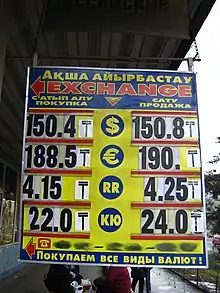 Ақша айырбастау
EXCHANGE
САТЫП АЛУ САТУ
ПОКУПКА ПРОДАЖА
150.4 Т $ 150.8 Т
188.5 Т € 190. Т
4.15 Т RR 4.25 Т
22.0 Т КЮ 24.0 Т
ПОКУПАЕМ ВСЕ ВИДЫ ВАЛЮТ!